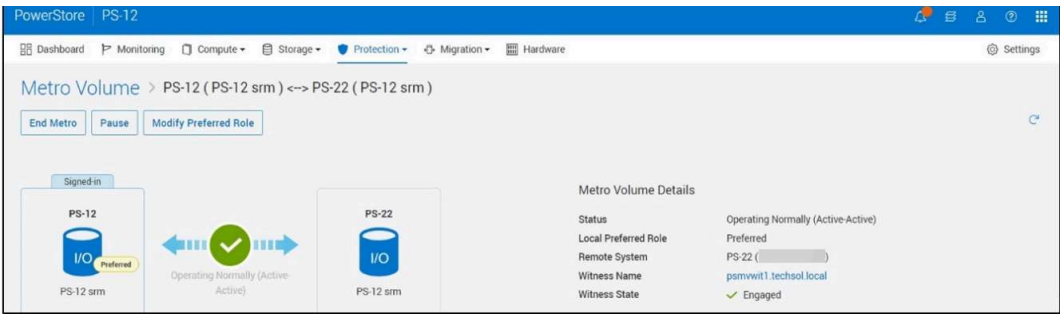 PowerStore PS-12
Dashboard Monitoring Compute Storage Protection Migration Hardware Settings
Metro Volume > PS-12 ( PS-12 srm ) <--> PS-22 ( PS-12 srm )
End Metro Pause Modify Preferred Role
Signed-in
PS-12
I/O
Preferred
PS-12 srm
Operating Normally (Active-
Active)
PS-22
I/O
PS-12 srm
Metro Volume Details
Status Operating Normally (Active-Active)
Local Preferred Role Preferred
Remote System PS-22 ( )
Witness Name psmvwit1.techsol.local
Witness State Engaged